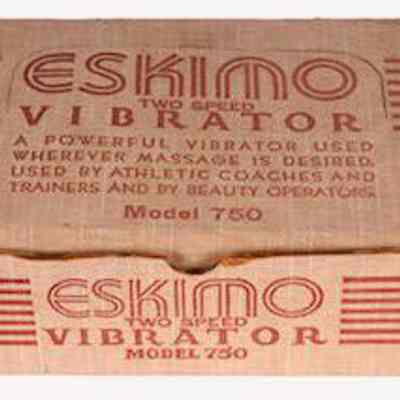 ESKIMO
TWO SPEED
VIBRATOR
A POWERFUL VIBRATOR USED
WHEREVER MASSAGE IS DESIRED.
USED BY ATHLETIC COACHES AND
TRAINERS AND BY BEAUTY OPERATORS.
Model 750
ESKIMO
TWO SPEED
VIBRATOR
MODEL 750